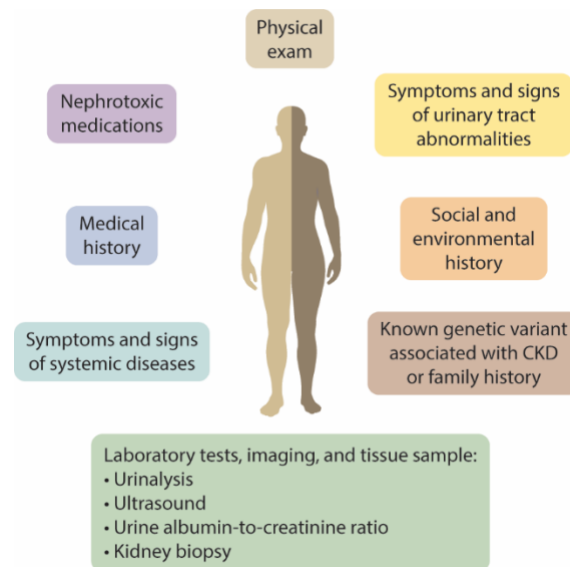 Physical
exam
Nephrotoxic
medications
Symptoms and signs
of urinary tract
abnormalities
Medical
history
Social and
environmental
history
Symptoms and signs
of systemic diseases
Known genetic variant
associated with CKD
or family history
Laboratory tests, imaging, and tissue sample:
• Urinalysis
• Ultrasound
• Urine albumin-to-creatinine ratio
• Kidney biopsy